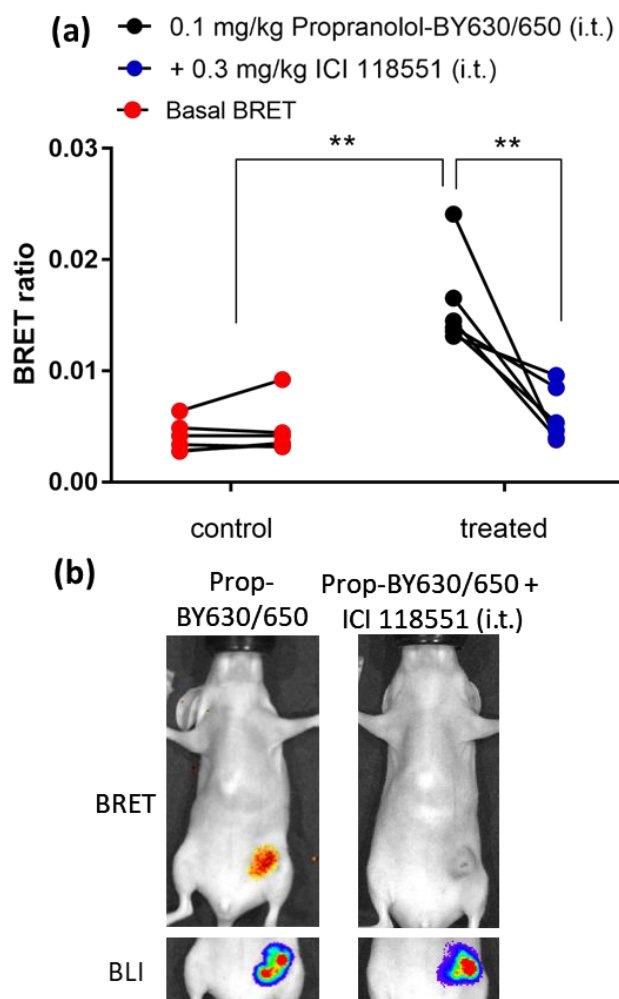 (a)
0.1 mg/kg Propranolol-BY630/650 (i.t.)
+ 0.3 mg/kg ICI 118551 (i.t.)
Basal BRET
**
**
0.03
0.02
0.01
0.00
BRET ratio
control
treated
(b)
Prop-
BY630/650
Prop-BY630/650 +
ICI 118551 (i.t.)
BRET
BLI